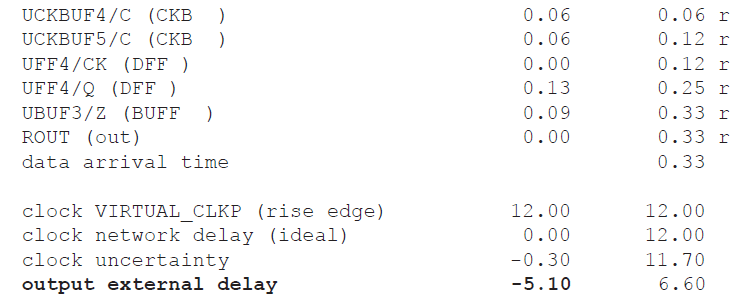 UCKBUF4/C (CKB  ) 0.06 0.06 r
UCKBUF5/C (CKB  ) 0.06 0.12 r
UFF4/CK (DFF ) 0.00 0.12 r
UFF4/Q (DFF ) 0.13 0.25 r
UBUF3/Z (BUFF  ) 0.09 0.33 r
ROUT (out) 0.00 0.33 r
data arrival time 0.33
clock VIRTUAL_CLKP (rise edge) 12.00 12.00
clock network delay (ideal) 0.00 12.00
clock uncertainty -0.30 11.70
output external delay -5.10 6.60